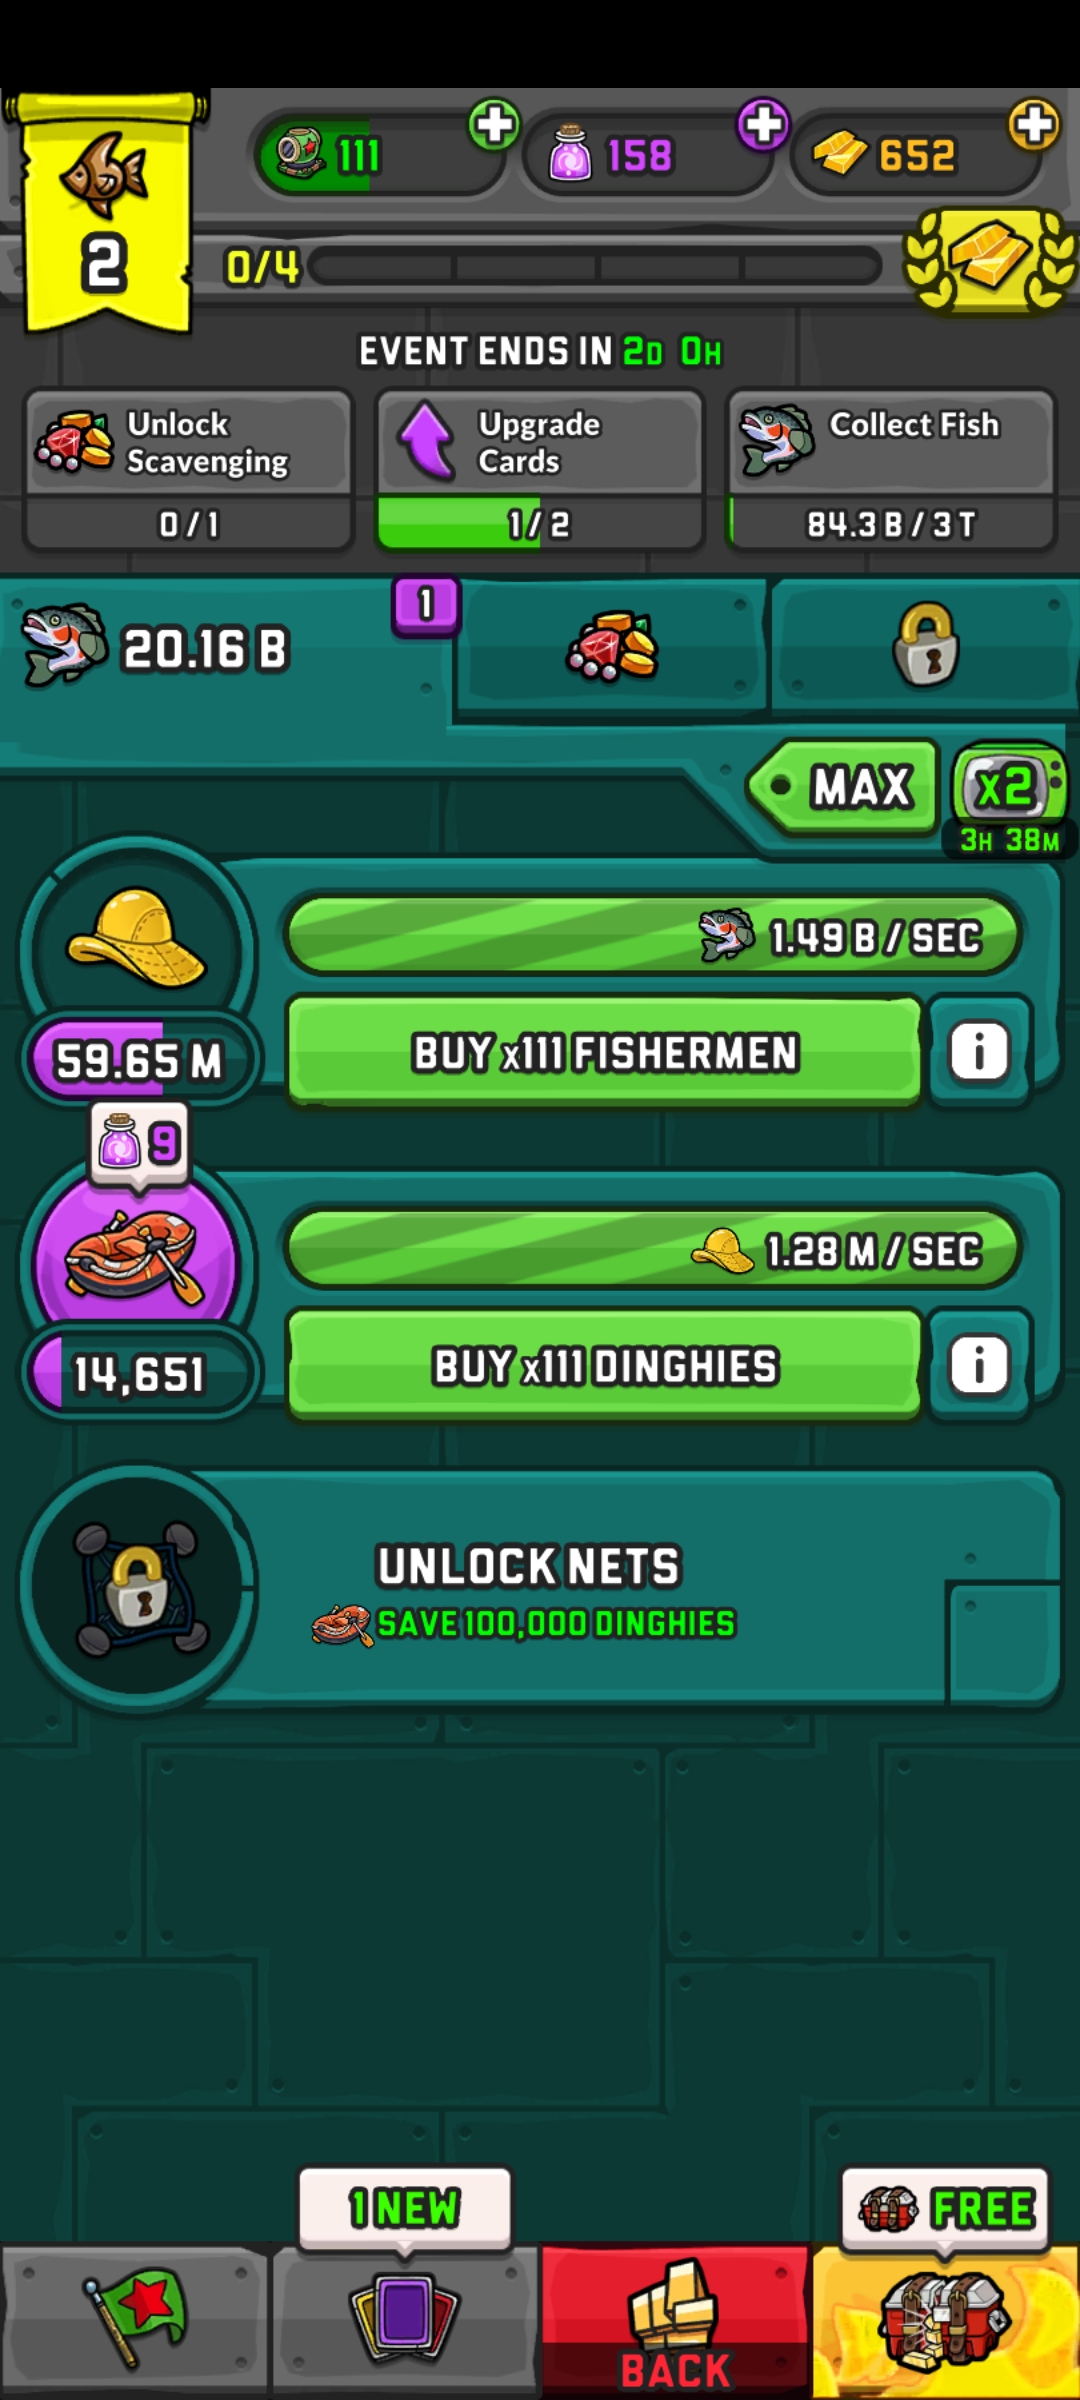 111
158
652
2
0/4
EVENT ENDS IN 2D 0H
Unlock
Scavenging
0 / 1
Upgrade
Cards
1 / 2
Collect Fish
84.3 B / 3 T
20.16 B
1
MAX
x2
3H 38M
1.49 B / SEC
59.65 M
BUY x111 FISHERMEN
i
9
1.28 M / SEC
14,651
BUY x111 DINGHIES
i
UNLOCK NETS
SAVE 100,000 DINGHIES
1 NEW
FREE
BACK